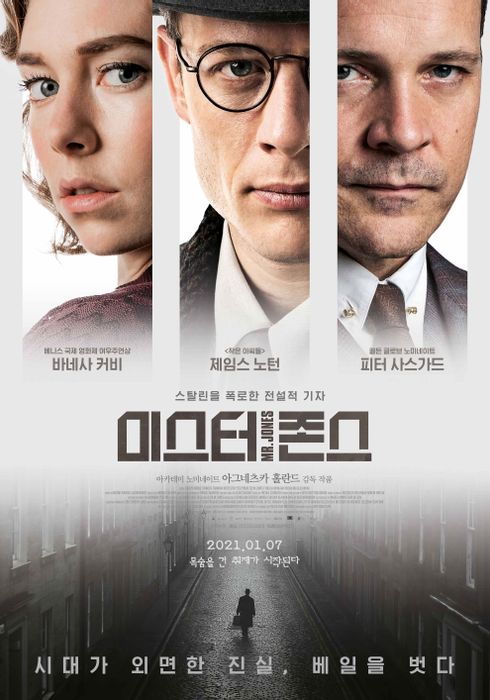 베니스 국제 영화제 여우주연상
바네사 커비
<작은 아씨들>
제임스 노턴
골든 글로브 노미네이트
피터 사스가드
스탈린을 폭로한 전설적 기자
미스터 존스
MR. JONES
아카데미 노미네이트 아그네츠카 홀란드 감독 작품
2021.01.07
목숨을 건 취재가 시작된다
시대가 외면한 진실, 베일을 벗다